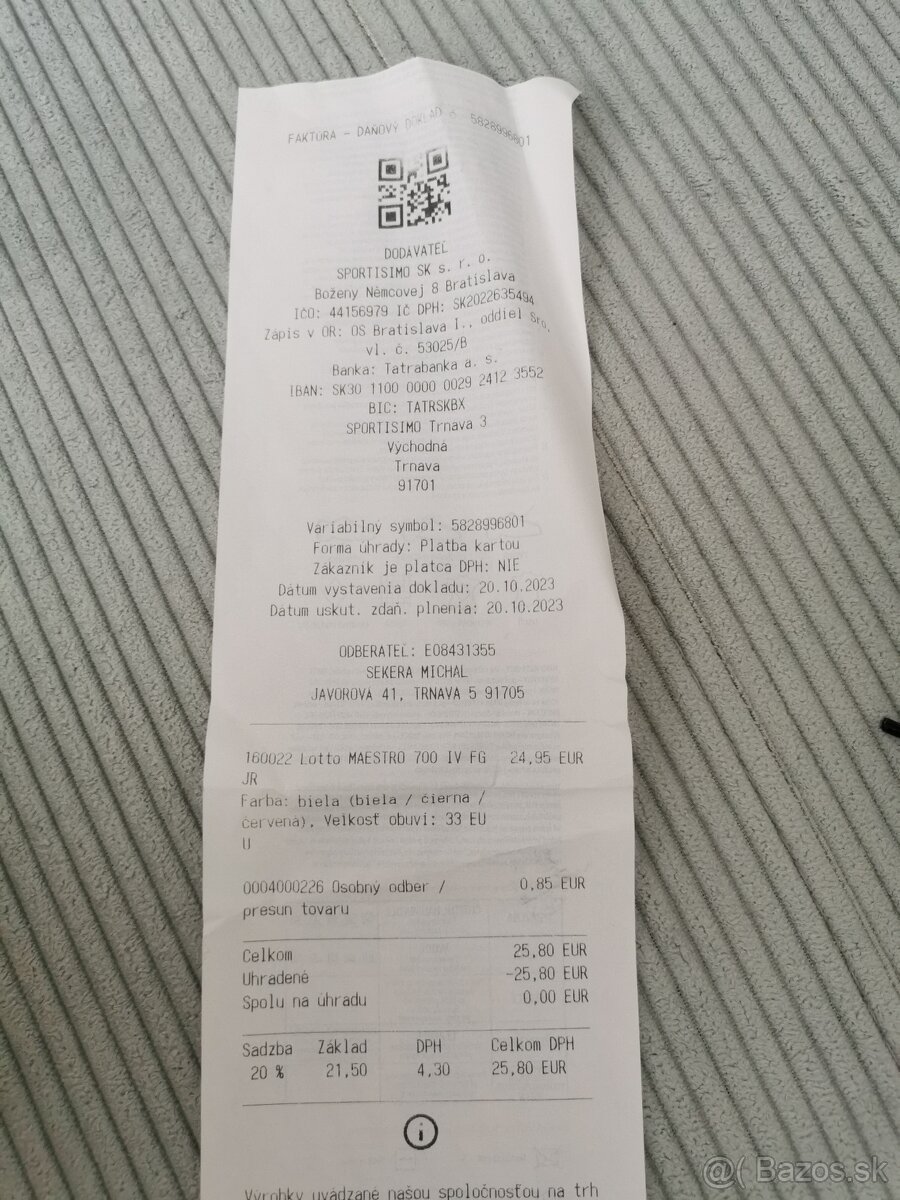 FAKTÚRA - DAŇOVÝ DOKLAD č. 5828996801
DODÁVATEĽ
SPORTISIMO SK s. r. o.
Boženy Němcovej 8 Bratislava
IČO: 44156979 IČ DPH: SK2022635494
Zápis v OR: OS Bratislava I., oddiel Sro,
vl. č. 53025/B
Banka: Tatrabanka a. s.
IBAN: SK30 1100 0000 0029 2412 3552
BIC: TATRSKBX
SPORTISIMO Trnava 3
Východná
Trnava
91701
Variabilný symbol: 5828996801
Forma úhrady: Platba kartou
Zákazník je platca DPH: NIE
Dátum vystavenia dokladu: 20.10.2023
Dátum uskut. zdaň. plnenia: 20.10.2023
ODBERATEĽ: E08431355
SEKERA MICHAL
JAVOROVÁ 41, TRNAVA 5 91705
160022 Lotto MAESTRO 700 IV FG 24,95 EUR
JR
Farba: biela (biela / čierna /
červená), Veľkosť obuvi: 33 EU
U
0004000226 Osobný odber / 0,85 EUR
presun tovaru
Celkom 25,80 EUR
Uhradené -25,80 EUR
Spolu na úhradu 0,00 EUR
Sadzba Základ DPH Celkom DPH
20 % 21,50 4,30 25,80 EUR
i
Výrobky uvádzané našou spoločnosťou na trh
@( Bazos.sk